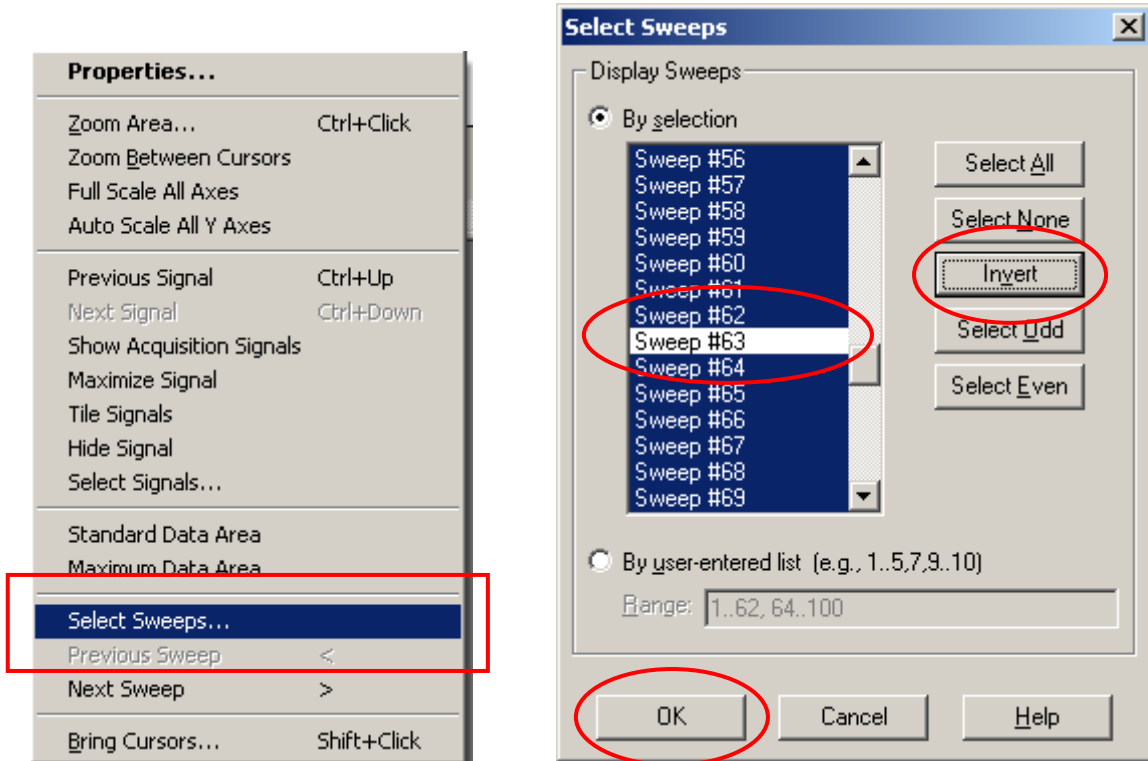 Properties...
Zoom Area... Ctrl+Click
Zoom Between Cursors
Full Scale All Axes
Auto Scale All Y Axes
Previous Signal Ctrl+Up
Next Signal Ctrl+Down
Show Acquisition Signals
Maximize Signal
Tile Signals
Hide Signal
Select Signals...
Standard Data Area
Maximum Data Area
Select Sweeps...
Previous Sweep <
Next Sweep >
Bring Cursors... Shift+Click
Select Sweeps
Display Sweeps
By selection
Sweep #56
Sweep #57
Sweep #58
Sweep #59
Sweep #60
Sweep #61
Sweep #62
Sweep #63
Sweep #64
Sweep #65
Sweep #66
Sweep #67
Sweep #68
Sweep #69
Select All
Select None
Invert
Select Odd
Select Even
By user-entered list (e.g., 1..5,7,9..10)
Range: 1..62, 64..100
OK Cancel Help